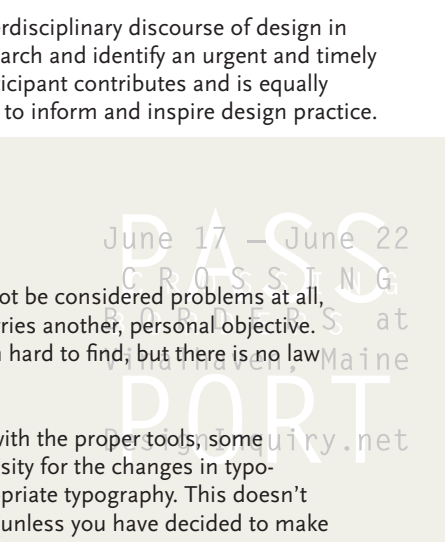 rdisciplinary discourse of design in
arch and identify an urgent and timely
icipant contributes and is equally
to inform and inspire design practice.
PASS
June 17 – June 22
CROSSING
ot be considered problems at all,
ries another, personal objective.
BORDERS at
hard to find, but there is no law
Vinalhaven, Maine
PORT
with the proper tools, some
DesignInquiry.net
sity for the changes in typo-
priate typography. This doesn't
unless you have decided to make